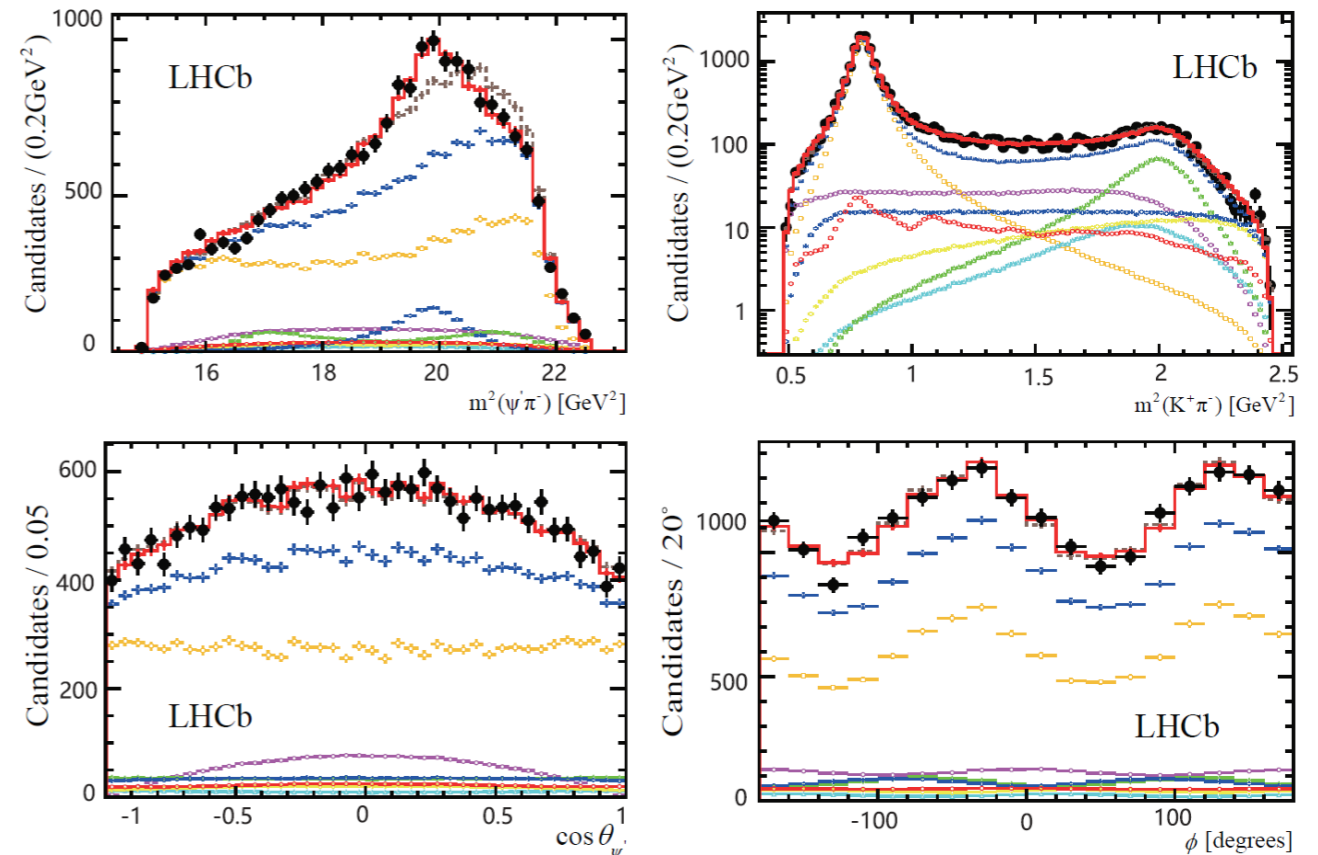 Candidates / (0.2GeV²)
1000
500
0
LHCb
16 18 20 22
m²(ψ'π⁻) [GeV²]
Candidates / (0.2GeV²)
1000
100
10
1
LHCb
0.5 1 1.5 2 2.5
m²(K⁺π⁻) [GeV²]
Candidates / 0.05
600
400
200
0
LHCb
-1 -0.5 0 0.5 1
cos θψ'
Candidates / 20°
1000
500
0
LHCb
-100 0 100
ϕ [degrees]